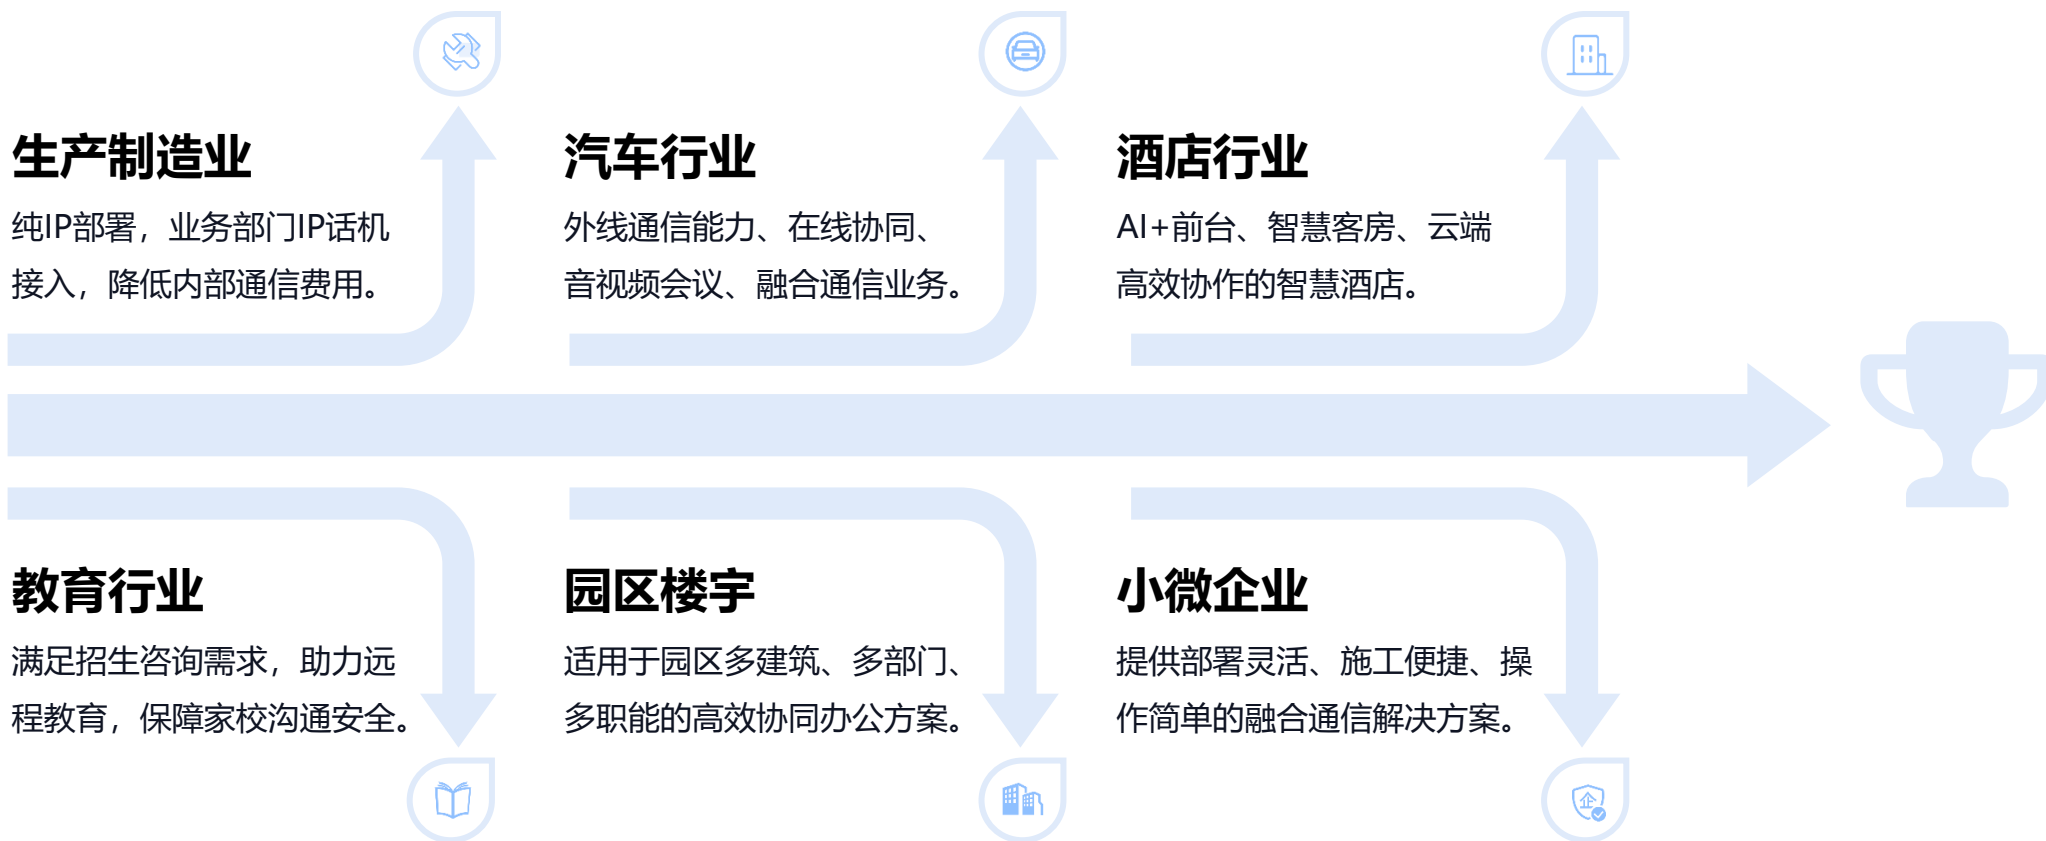 生产制造业
纯IP部署，业务部门IP话机
接入，降低内部通信费用。
汽车行业
外线通信能力、在线协同、
音视频会议、融合通信业务。
酒店行业
AI+前台、智慧客房、云端
高效协作的智慧酒店。
教育行业
满足招生咨询需求，助力远
程教育，保障家校沟通安全。
园区楼宇
适用于园区多建筑、多部门、
多职能的高效协同办公方案。
小微企业
提供部署灵活、施工便捷、操
作简单的融合通信解决方案。
企